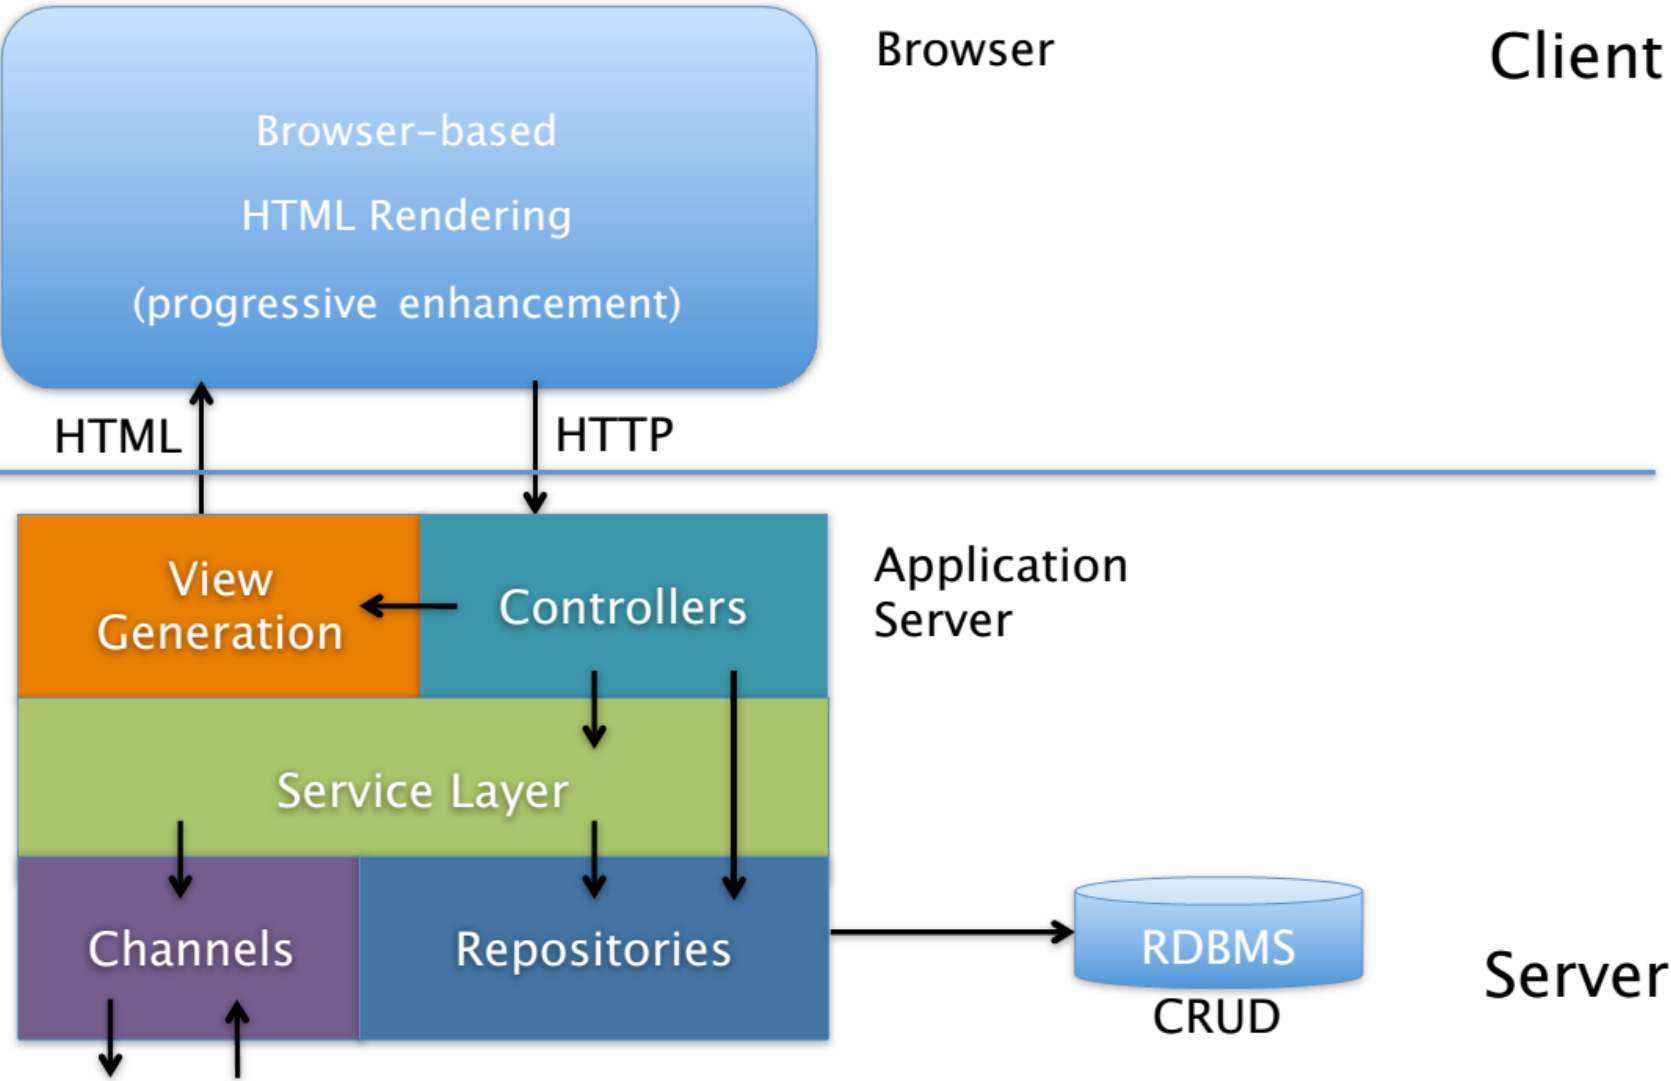 Browser
Client
Browser-based
HTML Rendering
(progressive enhancement)
HTML
HTTP
View
Generation
Controllers
Application
Server
Service Layer
Channels
Repositories
RDBMS
CRUD
Server